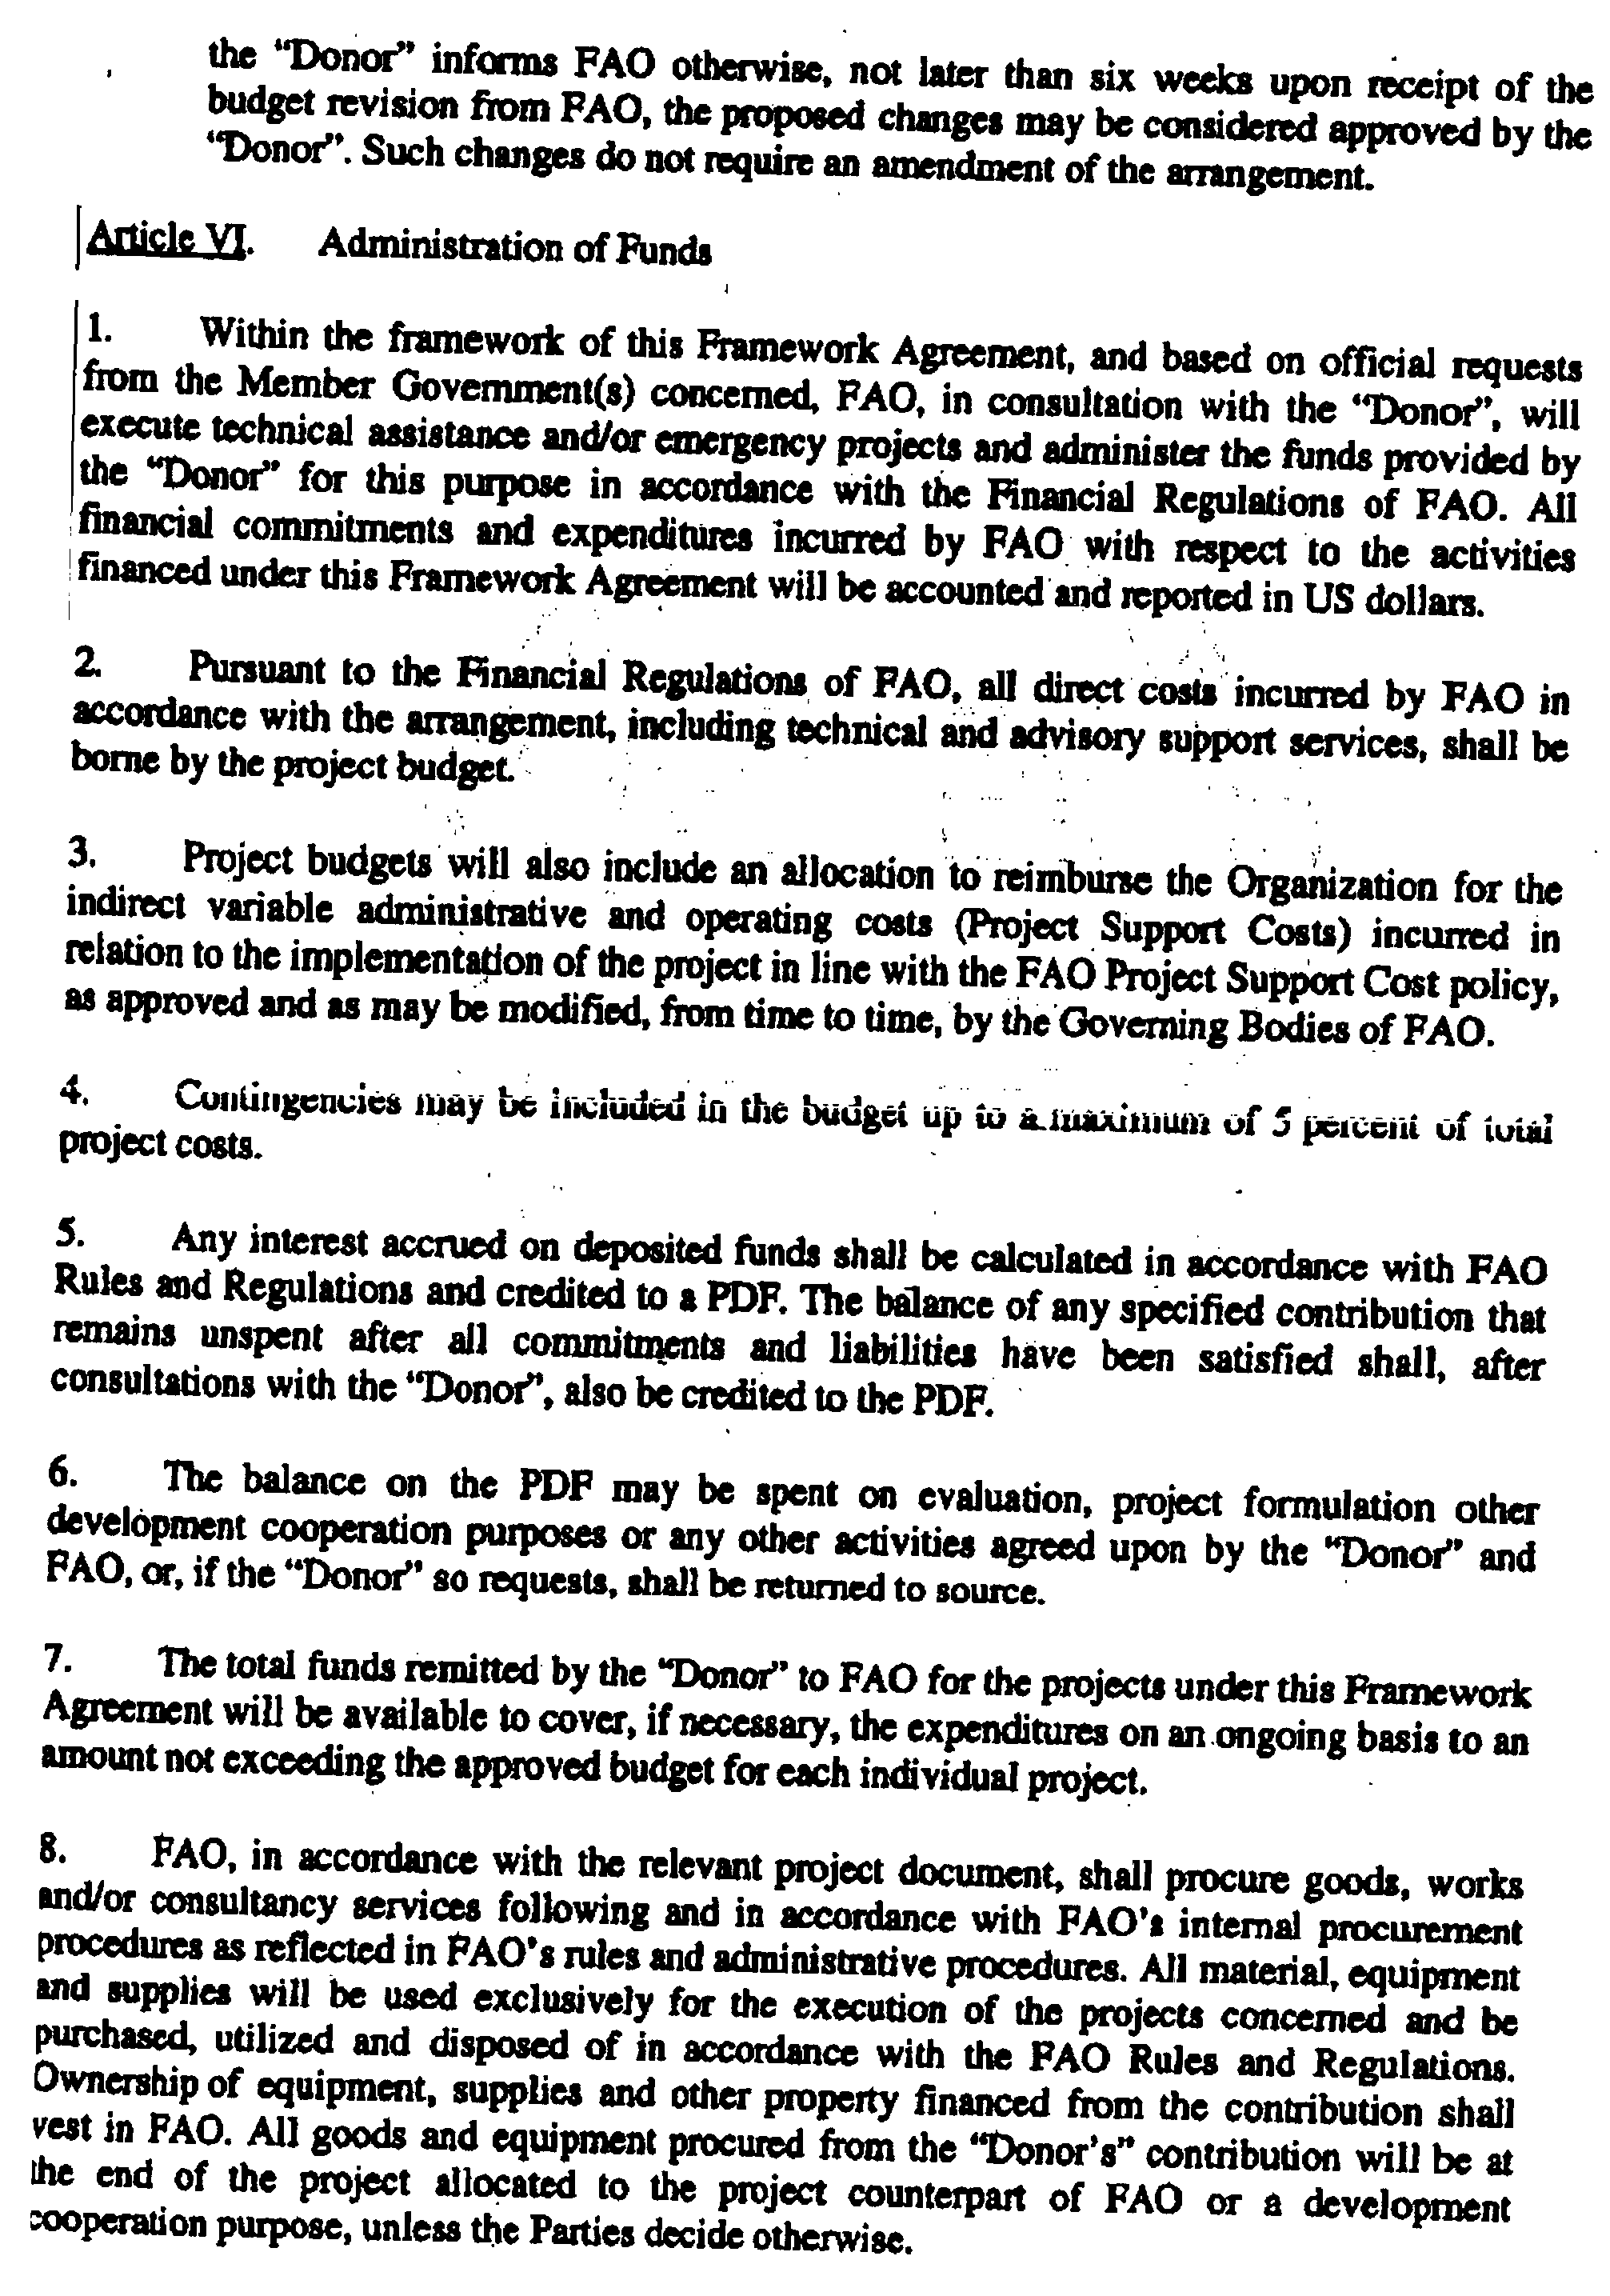 the “Donor” informs FAO otherwise, not later than six weeks upon receipt of the
budget revision from FAO, the proposed changes may be considered approved by the
“Donor”. Such changes do not require an amendment of the arrangement.
Article VI. Administration of Funds
1. Within the framework of this Framework Agreement, and based on official requests
from the Member Government(s) concerned, FAO, in consultation with the “Donor”, will
execute technical assistance and/or emergency projects and administer the funds provided by
the “Donor” for this purpose in accordance with the Financial Regulations of FAO. All
financial commitments and expenditures incurred by FAO with respect to the activities
financed under this Framework Agreement will be accounted and reported in US dollars.
2. Pursuant to the Financial Regulations of FAO, all direct costs incurred by FAO in
accordance with the arrangement, including technical and advisory support services, shall be
borne by the project budget.
3. Project budgets will also include an allocation to reimburse the Organization for the
indirect variable administrative and operating costs (Project Support Costs) incurred in
relation to the implementation of the project in line with the FAO Project Support Cost policy,
as approved and as may be modified, from time to time, by the Governing Bodies of FAO.
4. Contingencies may be included in the budget up to a maximum of 5 percent of total
project costs.
5. Any interest accrued on deposited funds shall be calculated in accordance with FAO
Rules and Regulations and credited to a PDF. The balance of any specified contribution that
remains unspent after all commitments and liabilities have been satisfied shall, after
consultations with the “Donor”, also be credited to the PDF.
6. The balance on the PDF may be spent on evaluation, project formulation other
development cooperation purposes or any other activities agreed upon by the “Donor” and
FAO, or, if the “Donor” so requests, shall be returned to source.
7. The total funds remitted by the “Donor” to FAO for the projects under this Framework
Agreement will be available to cover, if necessary, the expenditures on an ongoing basis to an
amount not exceeding the approved budget for each individual project.
8. FAO, in accordance with the relevant project document, shall procure goods, works
and/or consultancy services following and in accordance with FAO's internal procurement
procedures as reflected in FAO's rules and administrative procedures. All material, equipment
and supplies will be used exclusively for the execution of the projects concerned and be
purchased, utilized and disposed of in accordance with the FAO Rules and Regulations.
Ownership of equipment, supplies and other property financed from the contribution shall
vest in FAO. All goods and equipment procured from the “Donor's” contribution will be at
the end of the project allocated to the project counterpart of FAO or a development
cooperation purpose, unless the Parties decide otherwise.